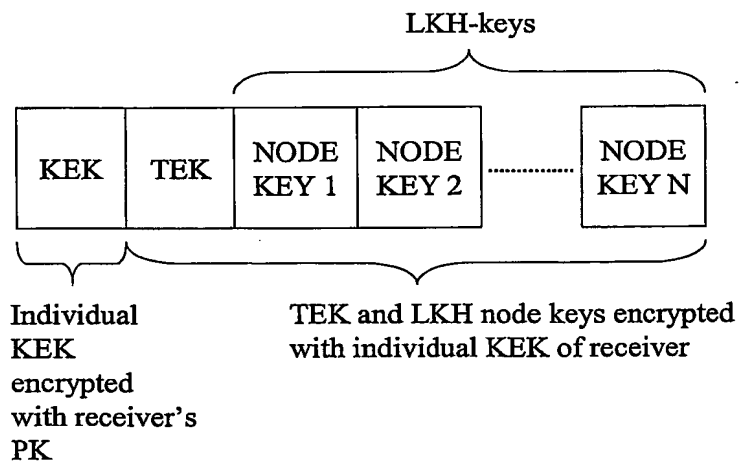 LKH-keys
KEK
TEK
NODE
KEY 1
NODE
KEY 2
NODE
KEY N
Individual
KEK
encrypted
with receiver's
PK
TEK and LKH node keys encrypted
with individual KEK of receiver